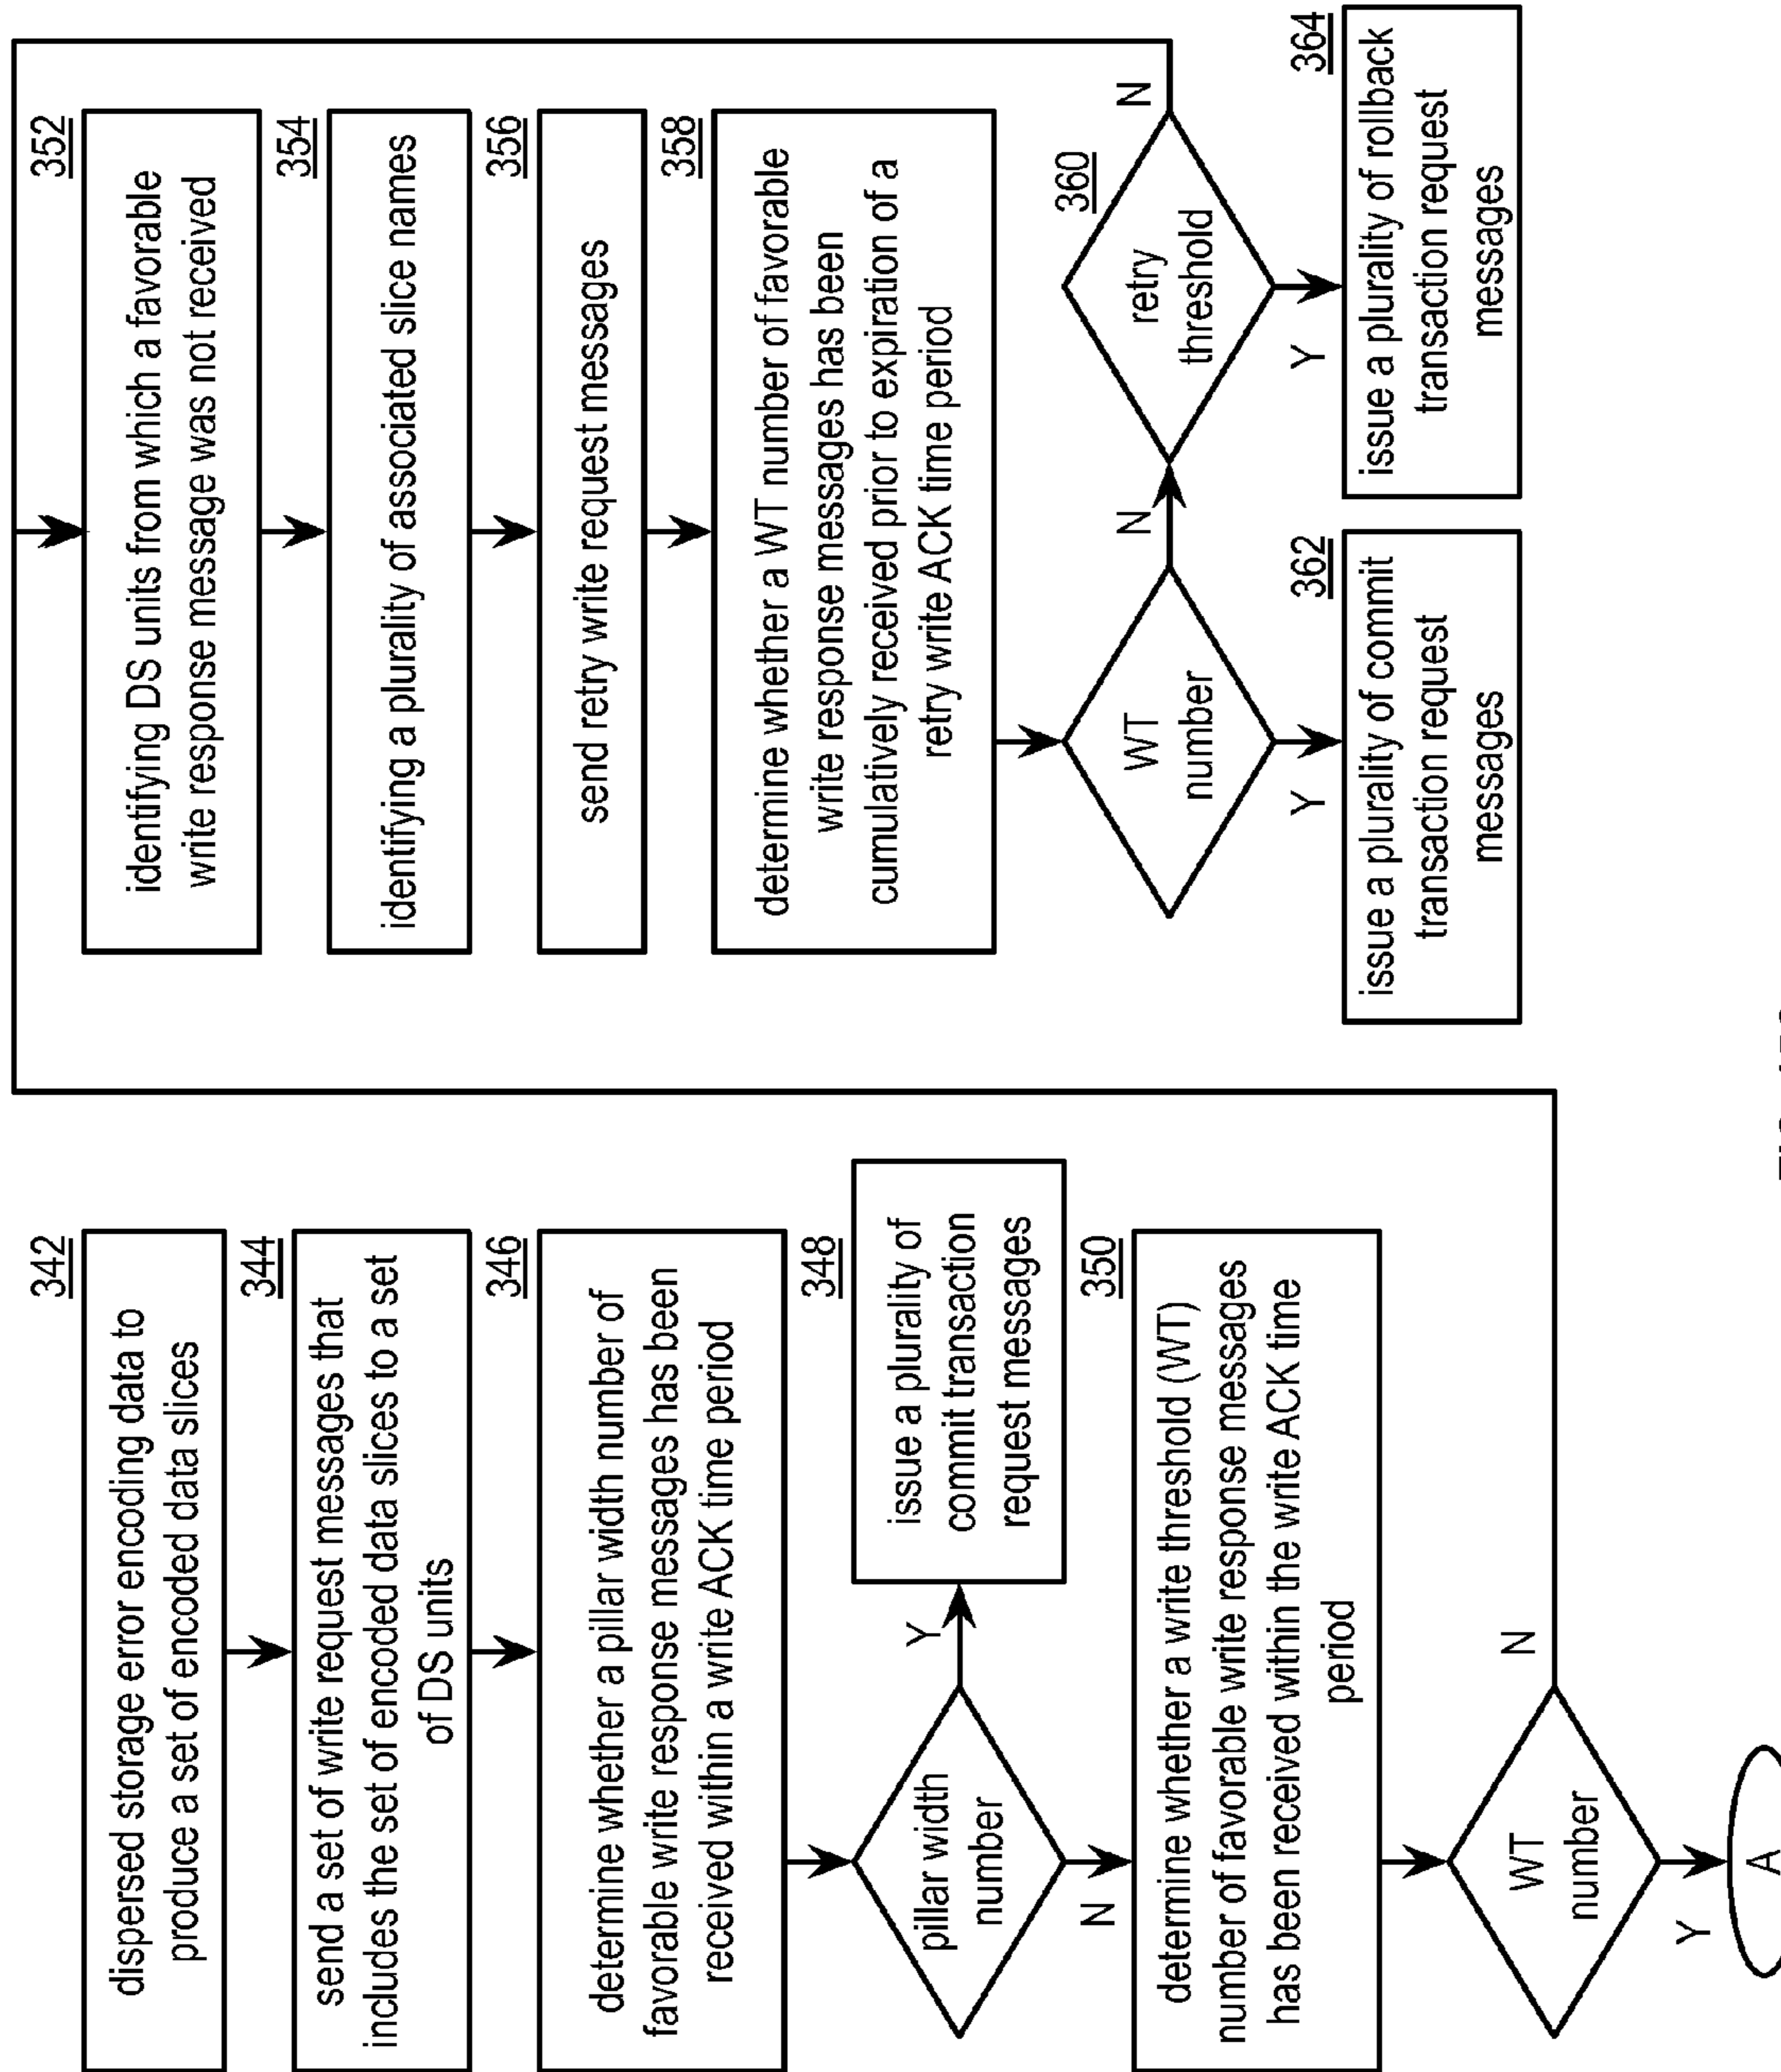 342
dispersed storage error encoding data to
produce a set of encoded data slices
344
send a set of write request messages that
includes the set of encoded data slices to a set
of DS units
346
determine whether a pillar width number of
favorable write response messages has been
received within a write ACK time period
pillar width
number
Y
N
348
issue a plurality of
commit transaction
request messages
350
determine whether a write threshold (WT)
number of favorable write response messages
has been received within the write ACK time
period
WT
number
N
Y
A
352
identifying DS units from which a favorable
write response message was not received
354
identifying a plurality of associated slice names
356
send retry write request messages
358
determine whether a WT number of favorable
write response messages has been
cumulatively received prior to expiration of a
retry write ACK time period
WT
number
N
Y
360
retry
threshold
N
Y
362
issue a plurality of commit
transaction request
messages
364
issue a plurality of rollback
transaction request
messages